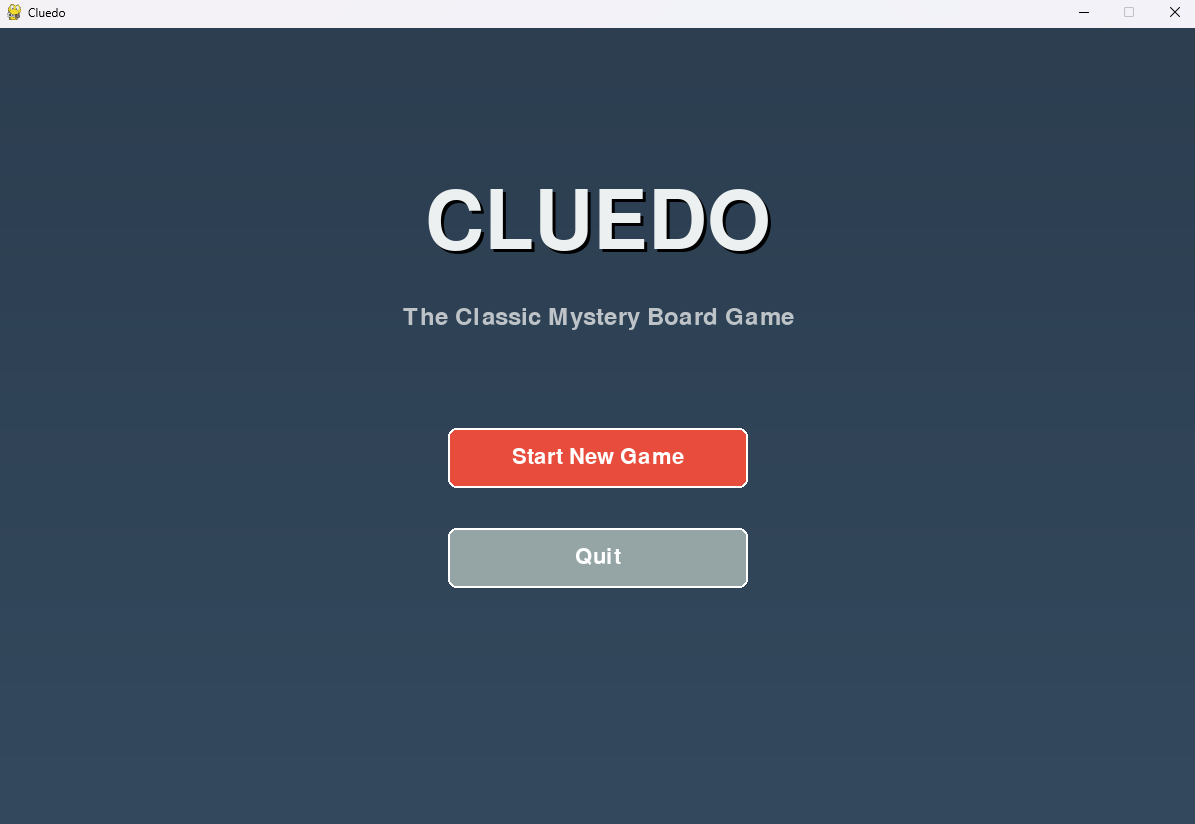 Cluedo
CLUEDO
The Classic Mystery Board Game
Start New Game
Quit